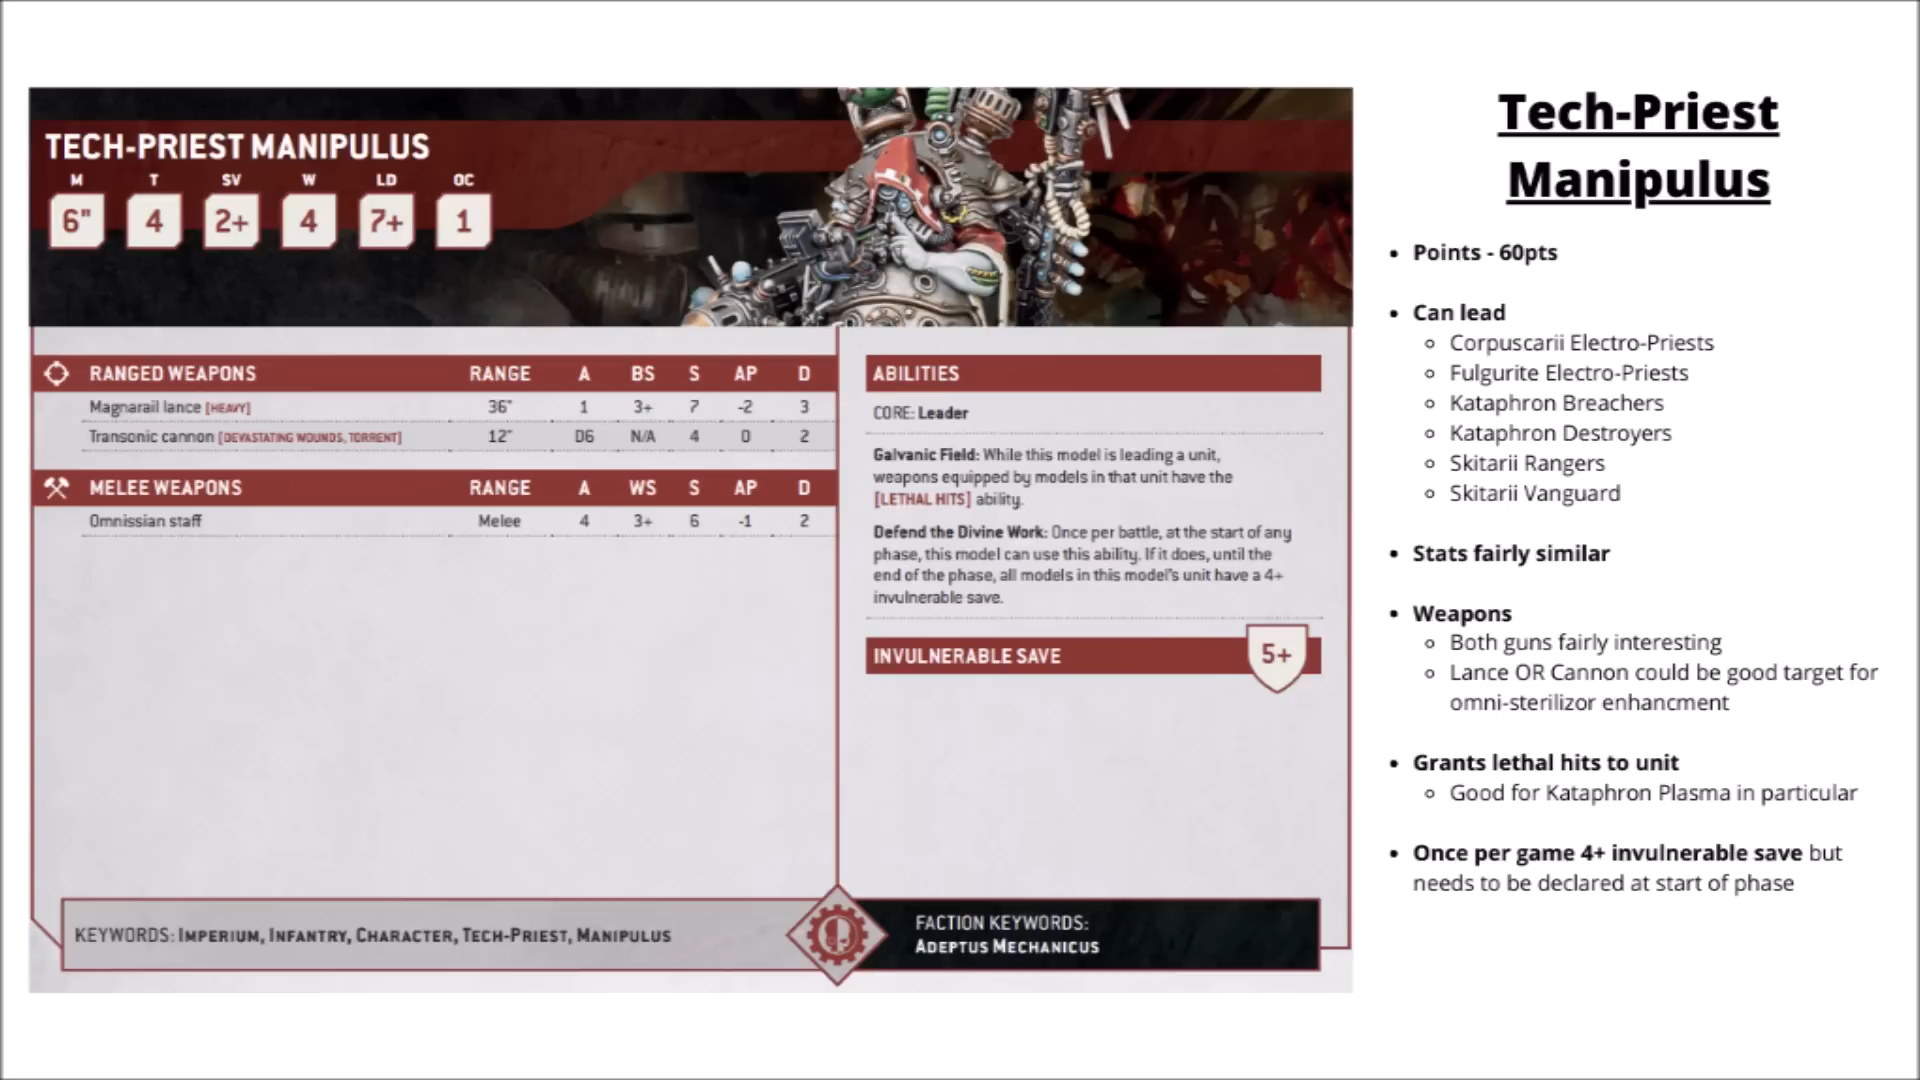 TECH-PRIEST MANIPULUS
M T SV W LD OC
6" 4 2+ 4 7+ 1
RANGED WEAPONS RANGE A BS S AP D
Magnarail lance [HEAVY] 36" 1 3+ 7 -2 3
Transonic cannon [DEVASTATING WOUNDS, TORRENT] 12" D6 N/A 4 0 2
MELEE WEAPONS RANGE A WS S AP D
Omnissian staff Melee 4 3+ 6 -1 2
ABILITIES
CORE: Leader
Galvanic Field: While this model is leading a unit,
weapons equipped by models in that unit have the
[LETHAL HITS] ability.
Defend the Divine Work: Once per battle, at the start of any
phase, this model can use this ability. If it does, until the
end of the phase, all models in this model's unit have a 4+
invulnerable save.
INVULNERABLE SAVE 5+
KEYWORDS: IMPERIUM, INFANTRY, CHARACTER, TECH-PRIEST, MANIPULUS
FACTION KEYWORDS:
ADEPTUS MECHANICUS
Tech-Priest
Manipulus
• Points - 60pts
• Can lead
◦ Corpuscarii Electro-Priests
◦ Fulgurite Electro-Priests
◦ Kataphron Breachers
◦ Kataphron Destroyers
◦ Skitarii Rangers
◦ Skitarii Vanguard
• Stats fairly similar
• Weapons
◦ Both guns fairly interesting
◦ Lance OR Cannon could be good target for
omni-sterilizor enhancment
• Grants lethal hits to unit
◦ Good for Kataphron Plasma in particular
• Once per game 4+ invulnerable save but
needs to be declared at start of phase